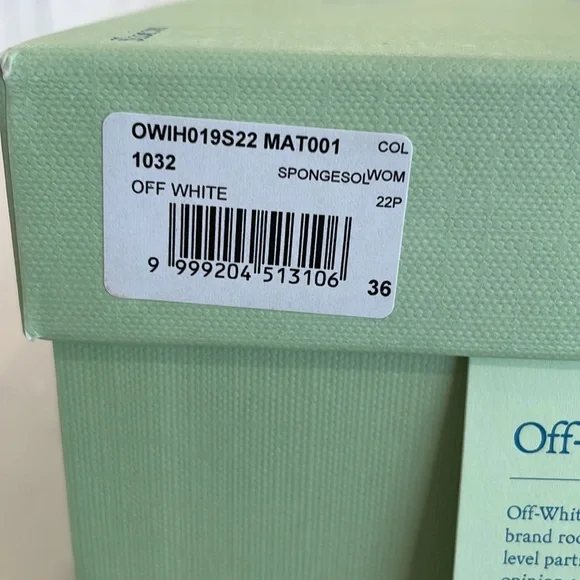 OWIH019S22 MAT001 COL
1032 SPONGESOLWOM
OFF WHITE 22P
9 999204 513106 36
Off-
Off-Whit
brand roo
level part
opinion